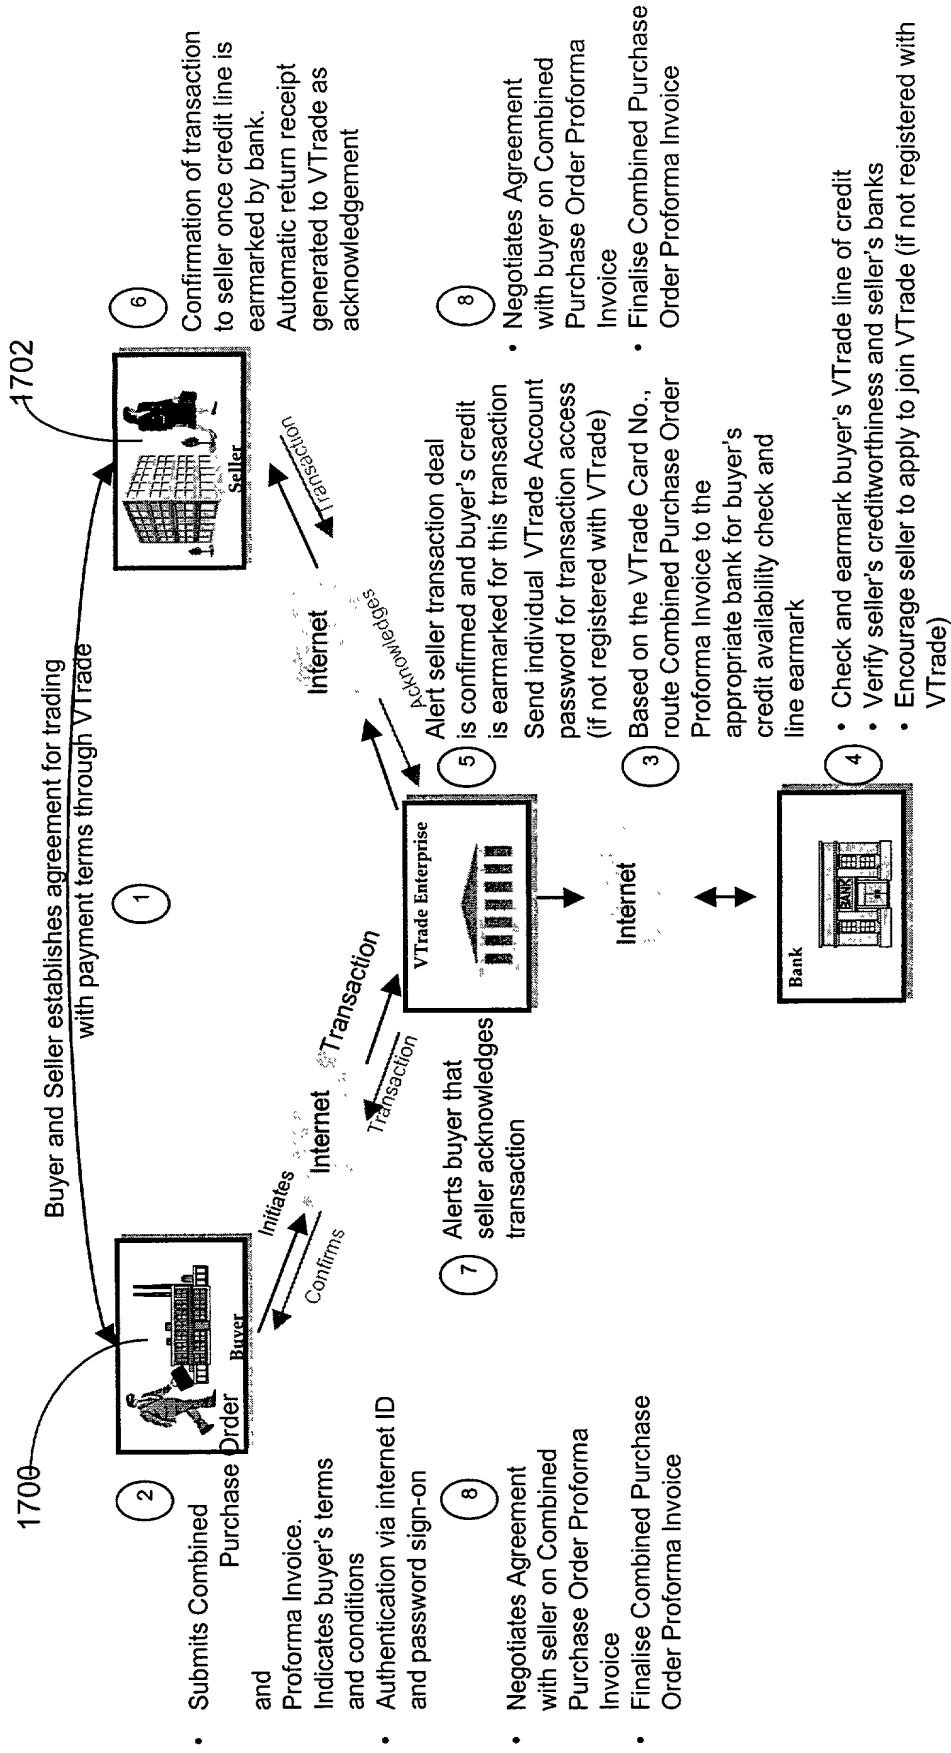 1700
1702
Buyer and Seller establishes agreement for trading
with payment terms through VTrade
1
2
Buyer
• Submits Combined
Purchase Order
and
Proforma Invoice.
Indicates buyer's terms
and conditions
• Authentication via internet ID
and password sign-on
Seller
6
Confirmation of transaction
to seller once credit line is
earmarked by bank.
Automatic return receipt
generated to VTrade as
acknowledgement
Initiates
Internet
Transaction
Confirms
Transaction
Internet
Transaction
Acknowledges
VTrade Enterprise
7
Alerts buyer that
seller acknowledges
transaction
5
Alert seller transaction deal
is confirmed and buyer's credit
is earmarked for this transaction
Send individual VTrade Account
password for transaction access
(if not registered with VTrade)
8
• Negotiates Agreement
with seller on Combined
Purchase Order Proforma
Invoice
• Finalise Combined Purchase
Order Proforma Invoice
8
• Negotiates Agreement
with buyer on Combined
Purchase Order Proforma
Invoice
• Finalise Combined Purchase
Order Proforma Invoice
Internet
3
Based on the VTrade Card No.,
route Combined Purchase Order
Proforma Invoice to the
appropriate bank for buyer's
credit availability check and
line earmark
Bank
BANK
4
• Check and earmark buyer's VTrade line of credit
• Verify seller's creditworthiness and seller's banks
• Encourage seller to apply to join VTrade (if not registered with
VTrade)